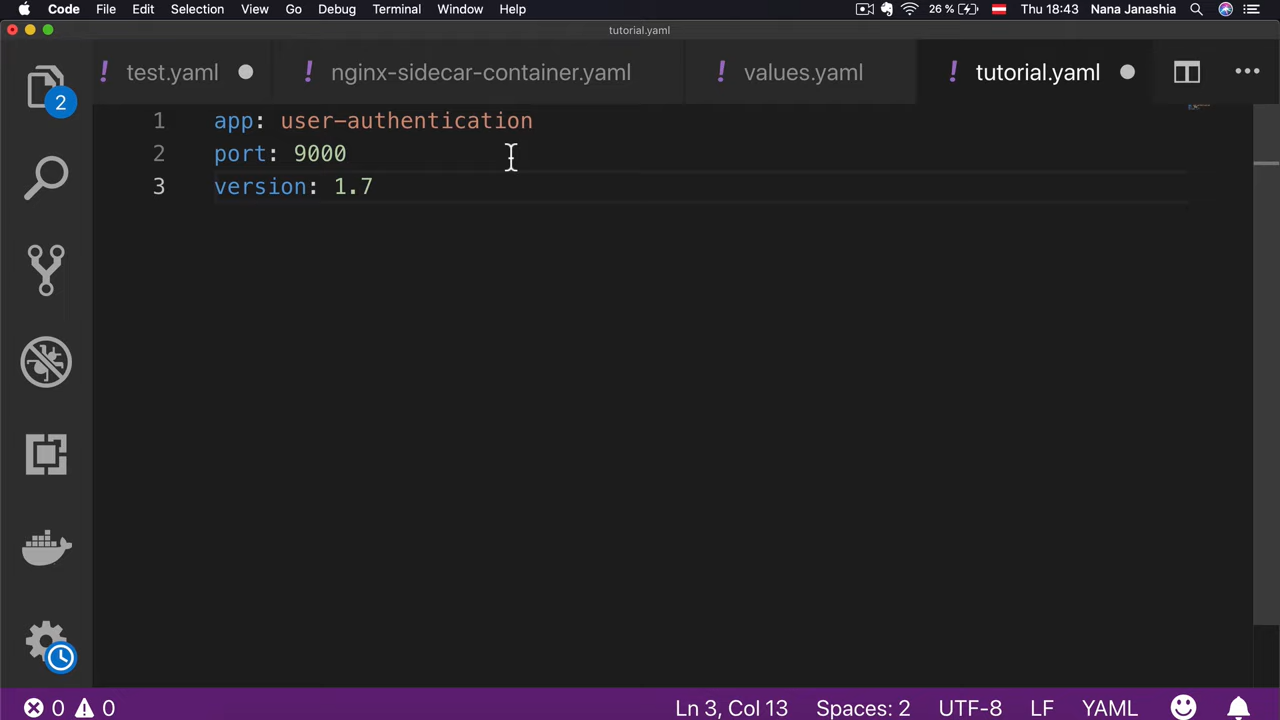 Code File Edit Selection View Go Debug Terminal Window Help 26 % Thu 18:43 Nana Janashia
tutorial.yaml
! test.yaml ! nginx-sidecar-container.yaml ! values.yaml ! tutorial.yaml
2
1 app: user-authentication
2 port: 9000
3 version: 1.7
0 0 Ln 3, Col 13 Spaces: 2 UTF-8 LF YAML